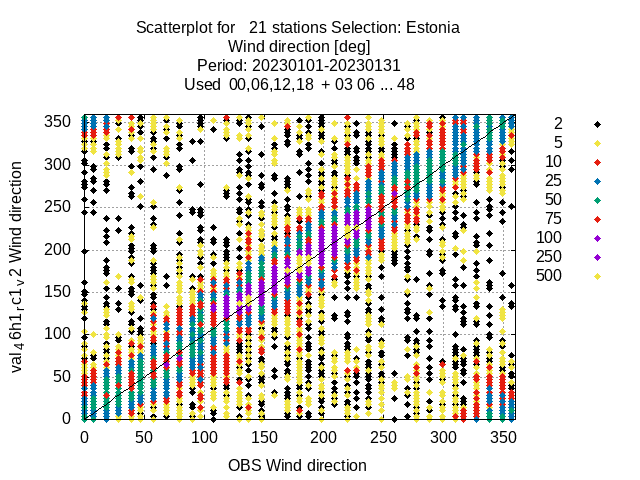 Scatterplot for 21 stations Selection: Estonia
Wind direction [deg]
Period: 20230101-20230131
Used 00,06,12,18 + 03 06 ... 48
350
300
250
200
150
100
50
0
val4 6h1rc1v2 Wind direction
0 50 100 150 200 250 300 350
OBS Wind direction
2
5
10
25
50
75
100
250
500